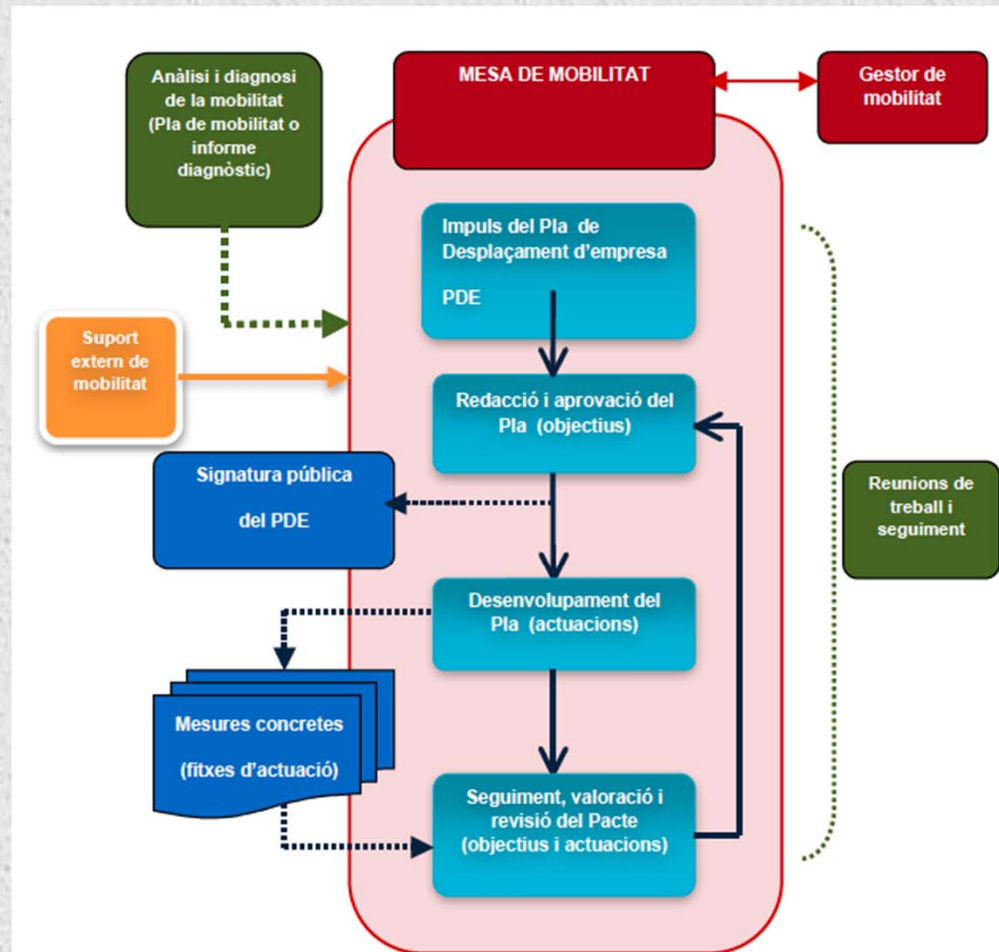 Anàlisi i diagnosi
de la mobilitat
(Pla de mobilitat o
informe
diagnòstic)
MESA DE MOBILITAT
Gestor de
mobilitat
Impuls del Pla de
Desplaçament d'empresa
PDE
Suport
extern de
mobilitat
Redacció i aprovació del
Pla (objectius)
Signatura pública
del PDE
Reunions de
treball i
seguiment
Desenvolupament del
Pla (actuacions)
Mesures concretes
(fitxes d'actuació)
Seguiment, valoració i
revisió del Pacte
(objectius i actuacions)